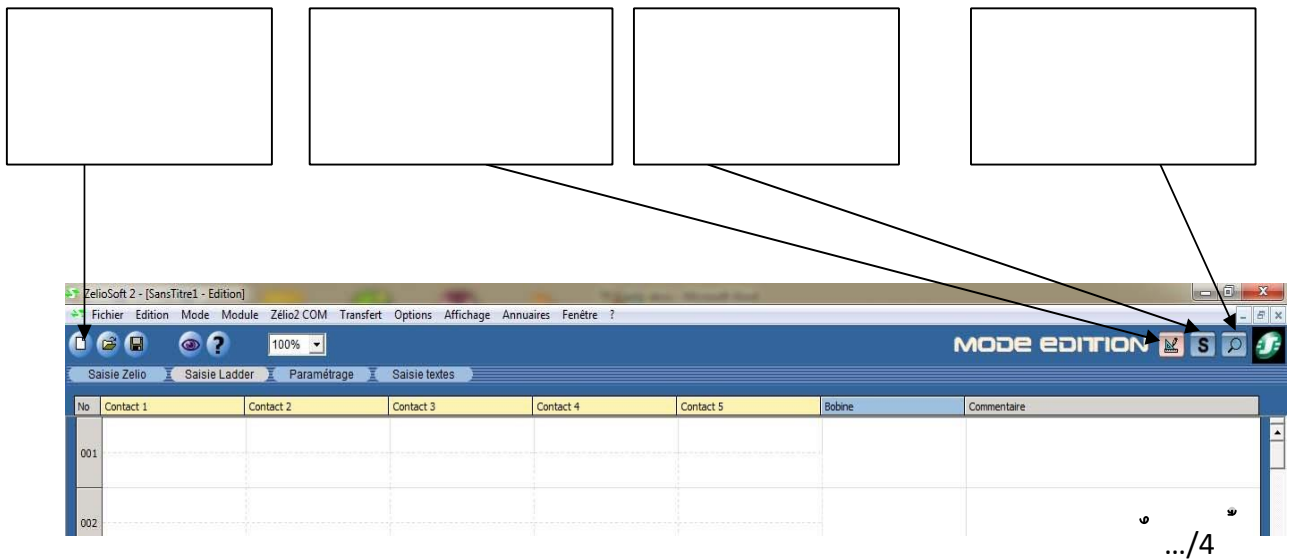 ZelioSoft 2 - [SansTitre1 - Edition]
Fichier Edition Mode Module Zélio2 COM Transfert Options Affichage Annuaires Fenêtre ?
? 100% MODE EDITION S
Saisie Zelio Saisie Ladder Paramétrage Saisie textes
No Contact 1 Contact 2 Contact 3 Contact 4 Contact 5 Bobine Commentaire
001
002
.../4